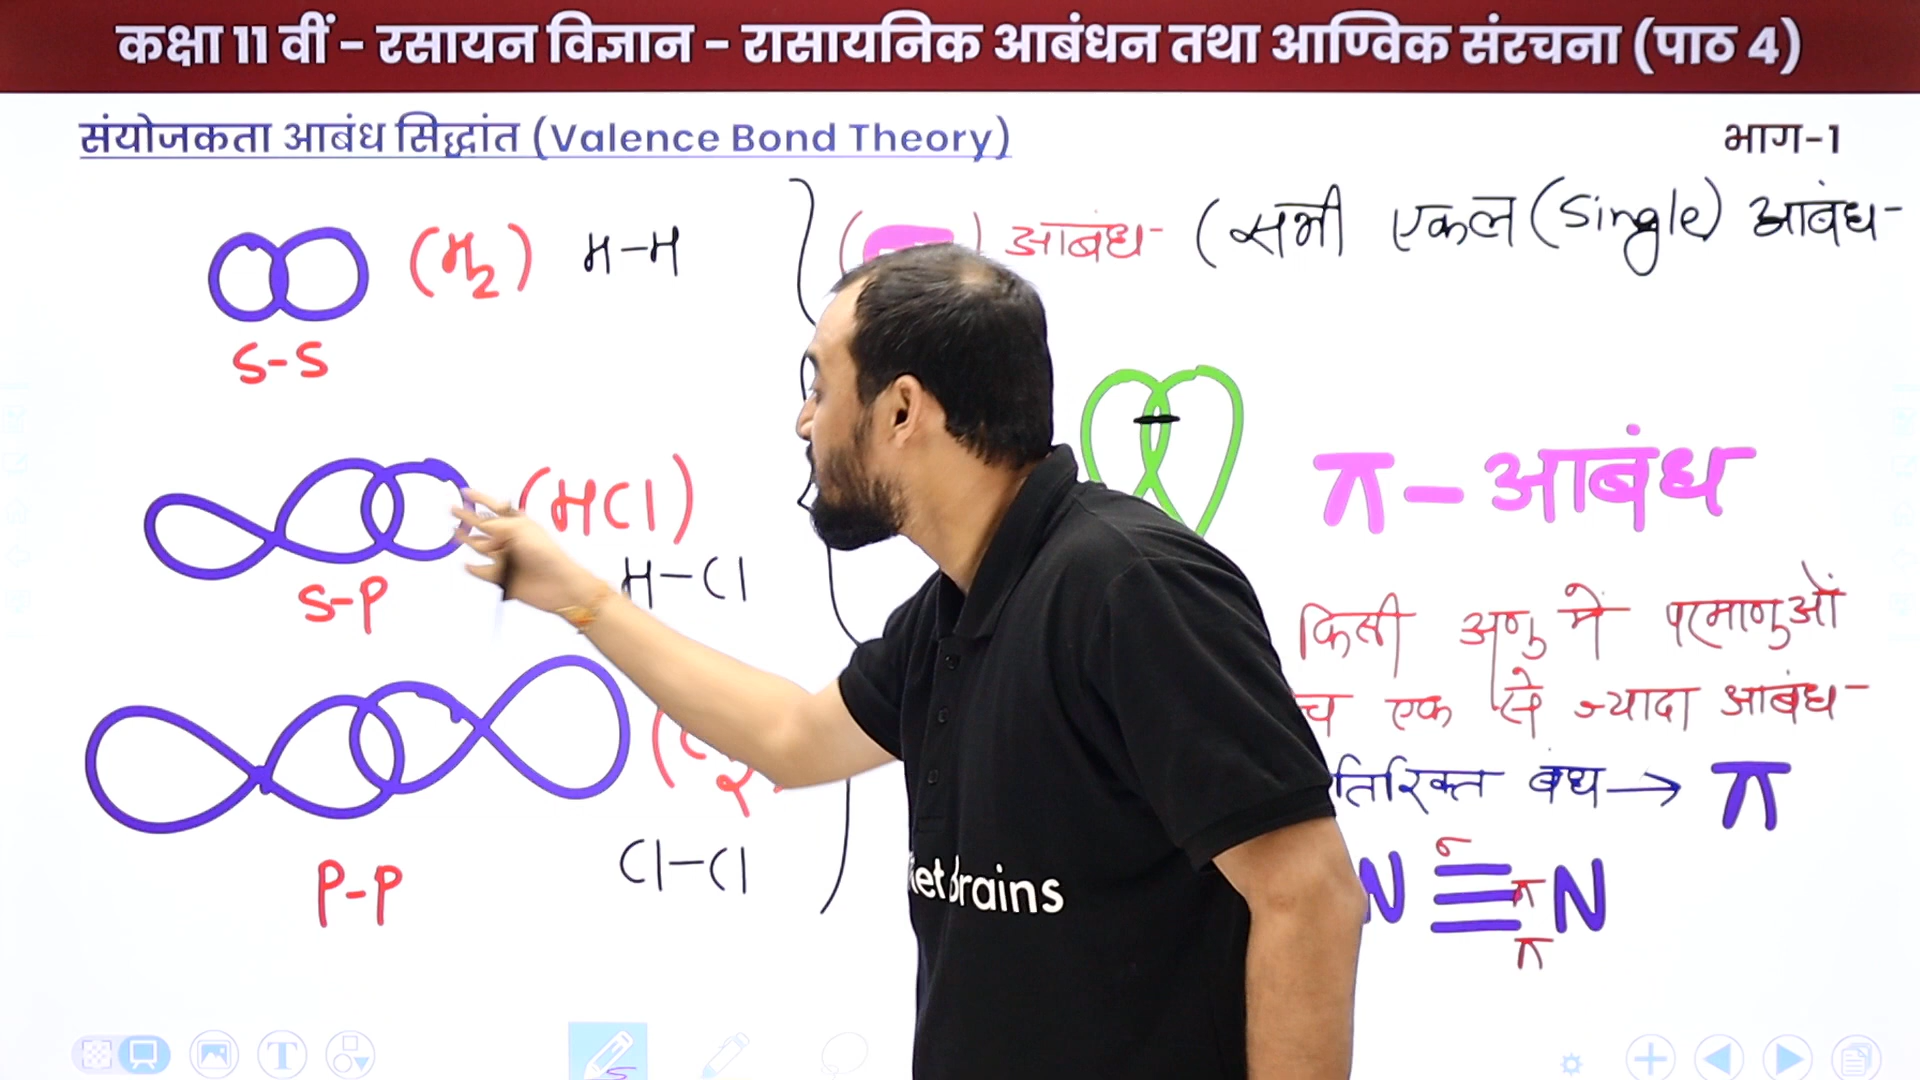 कक्षा 11 वीं - रसायन विज्ञान - रासायनिक आबंधन तथा आण्विक संरचना (पाठ 4)
संयोजकता आबंध सिद्धांत (Valence Bond Theory)
भाग-1
(H2) H-H
S-S
(HCl)
H-Cl
S-P
Cl-Cl
P-P
आबंध- (सभी एकल (Single) आबंध-
π-आबंध
किसी अणु में परमाणुओं
एक से ज्यादा आबंध-
बंध → π
N ≡ N
σ
π
π
rains
T